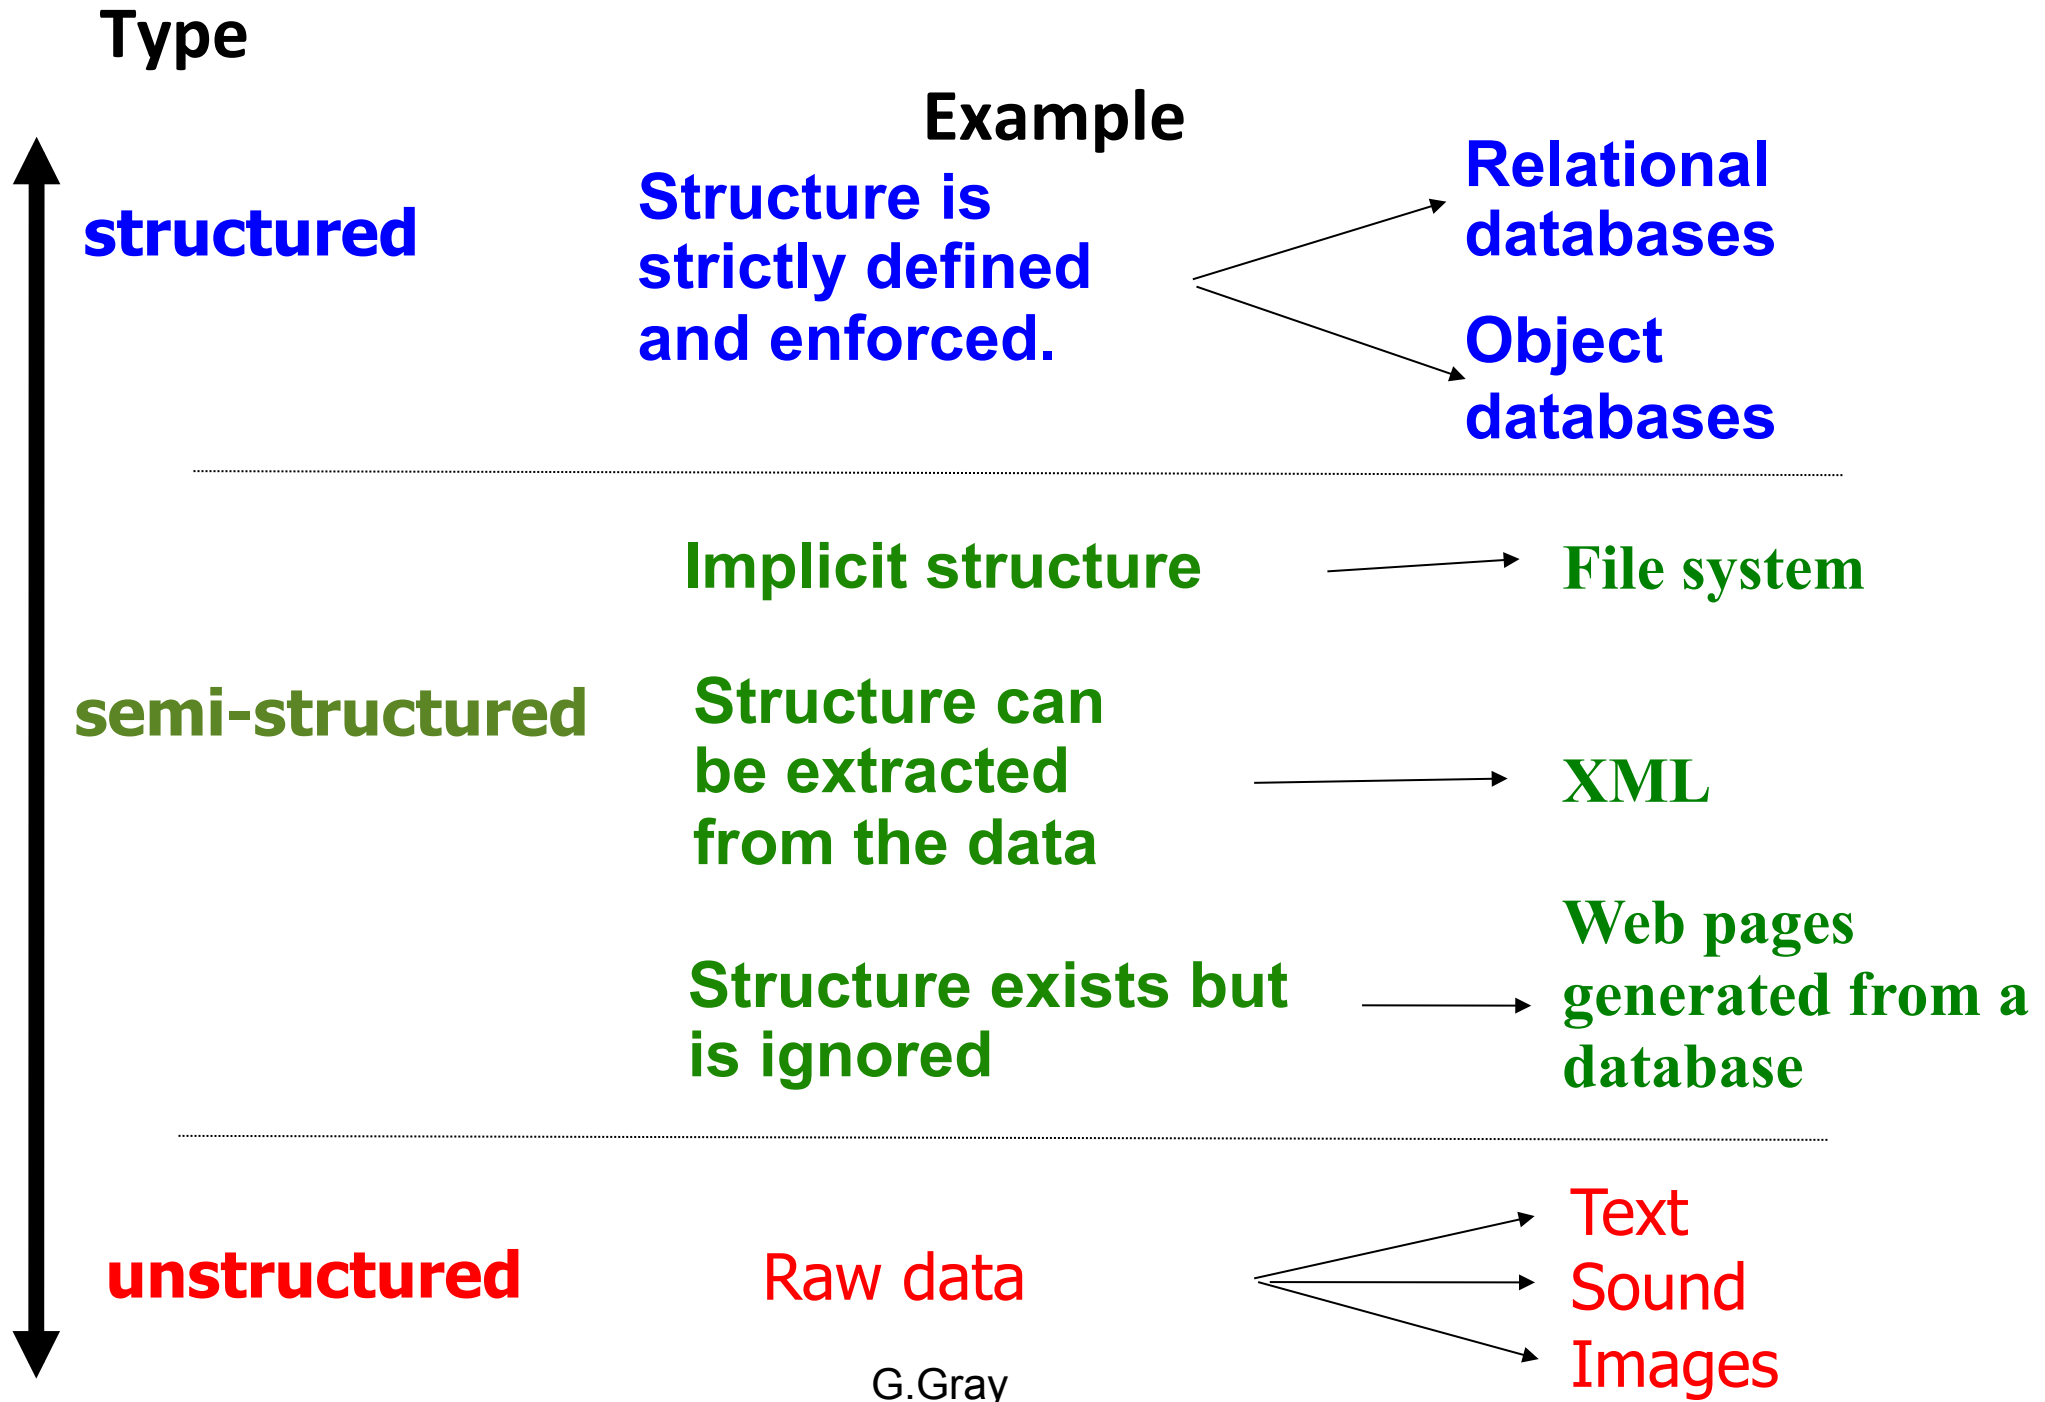 Type
Example
structured
Structure is
strictly defined
and enforced.
Relational
databases
Object
databases
semi-structured
Implicit structure
File system
Structure can
be extracted
from the data
XML
Structure exists but
is ignored
Web pages
generated from a
database
unstructured
Raw data
Text
Sound
Images
G.Gray